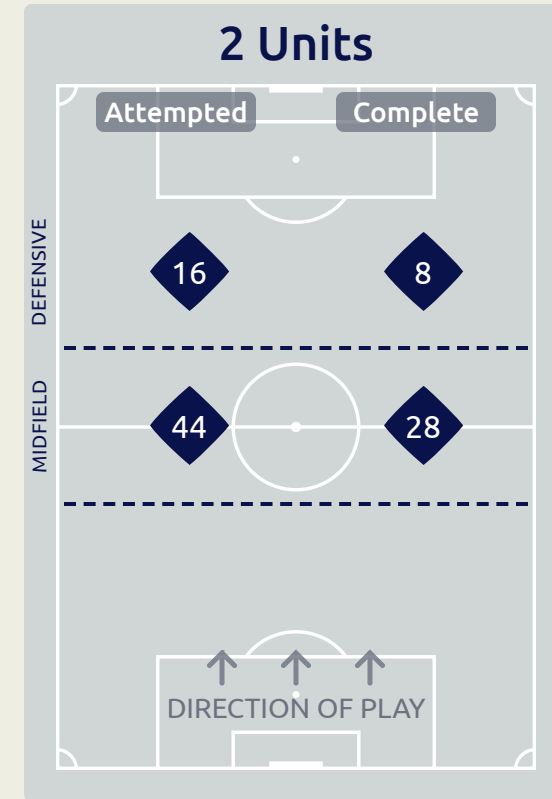 2 Units
Attempted Complete
DEFENSIVE
16 8
MIDFIELD
44 28
DIRECTION OF PLAY